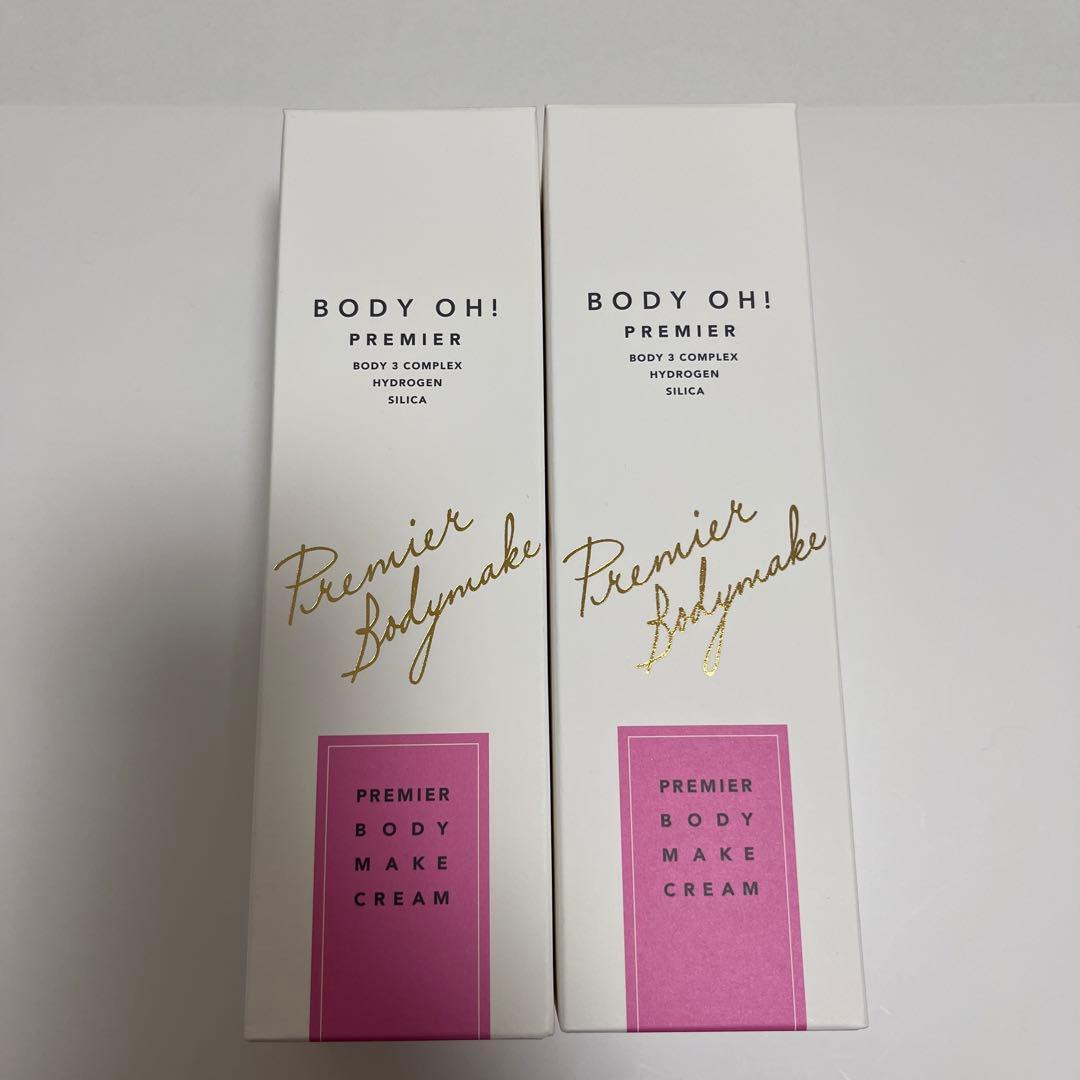 BODY OH!
PREMIER
BODY 3 COMPLEX
HYDROGEN
SILICA
Premier
Bodymake
PREMIER
BODY
MAKE
CREAM
BODY OH!
PREMIER
BODY 3 COMPLEX
HYDROGEN
SILICA
Premier
Bodymake
PREMIER
BODY
MAKE
CREAM